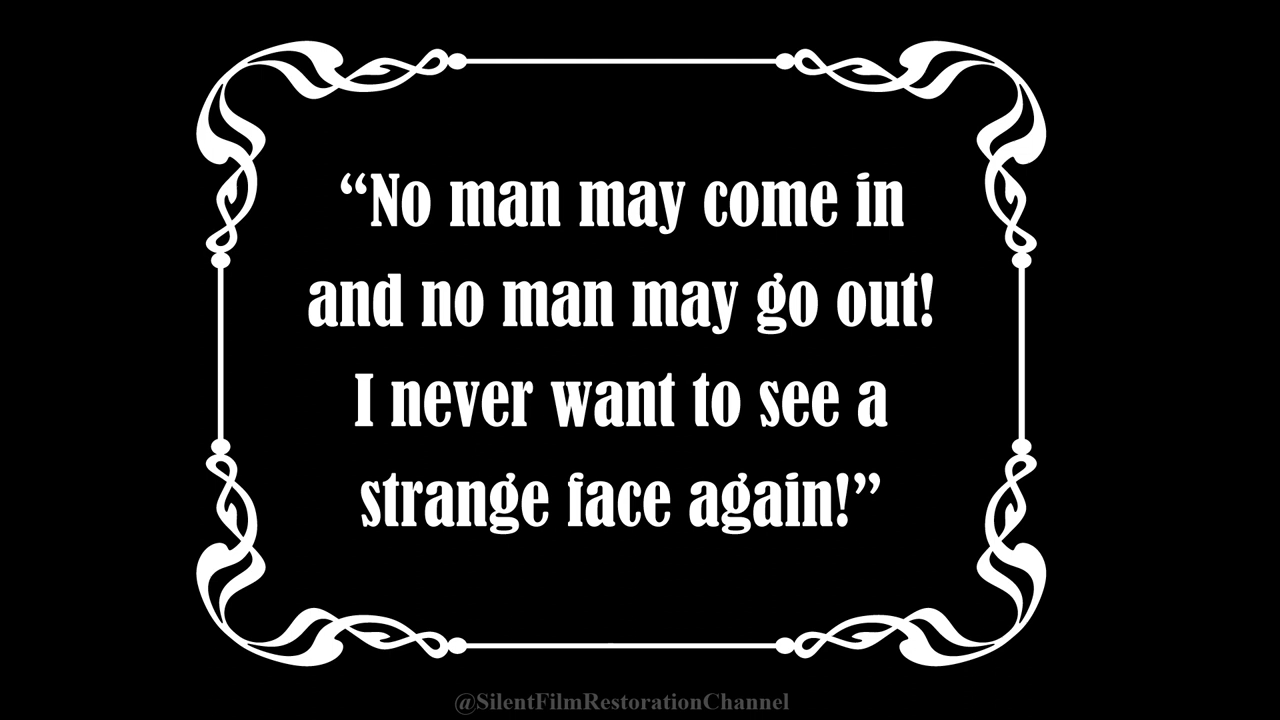 “No man may come in
and no man may go out!
I never want to see a
strange face again!”
@SilentFilmRestorationChannel